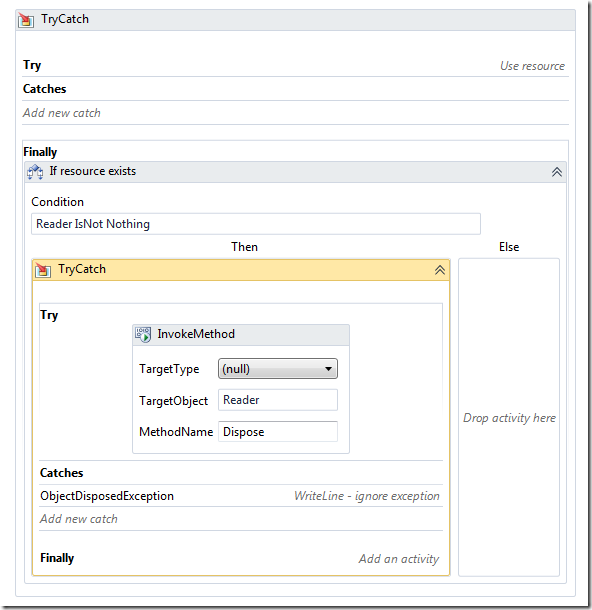 TryCatch
Try Use resource
Catches
Add new catch
Finally
If resource exists
Condition
Reader IsNot Nothing
Then Else
TryCatch
Try
InvokeMethod
TargetType (null)
TargetObject Reader
MethodName Dispose
Drop activity here
Catches
ObjectDisposedException WriteLine - ignore exception
Add new catch
Finally Add an activity